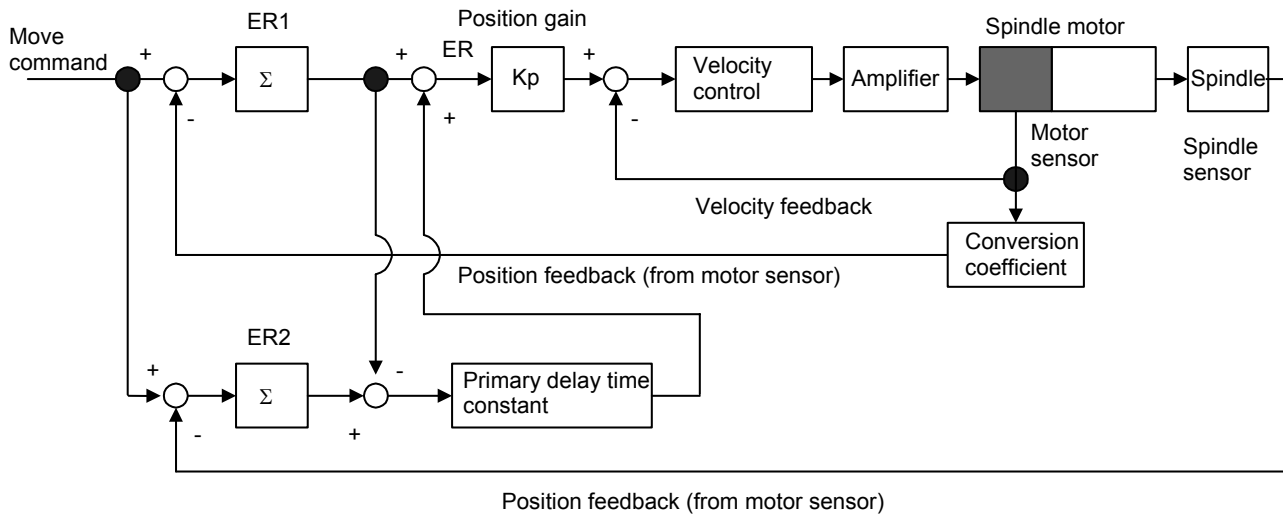 ER1
Position gain
Spindle motor
Move
command
+
+
ER
+
Σ
Kp
Velocity
control
Amplifier
Spindle
-
+
-
Motor
sensor
Spindle
sensor
Velocity feedback
Conversion
coefficient
Position feedback (from motor sensor)
ER2
+
-
Σ
Primary delay time
constant
-
+
Position feedback (from motor sensor)